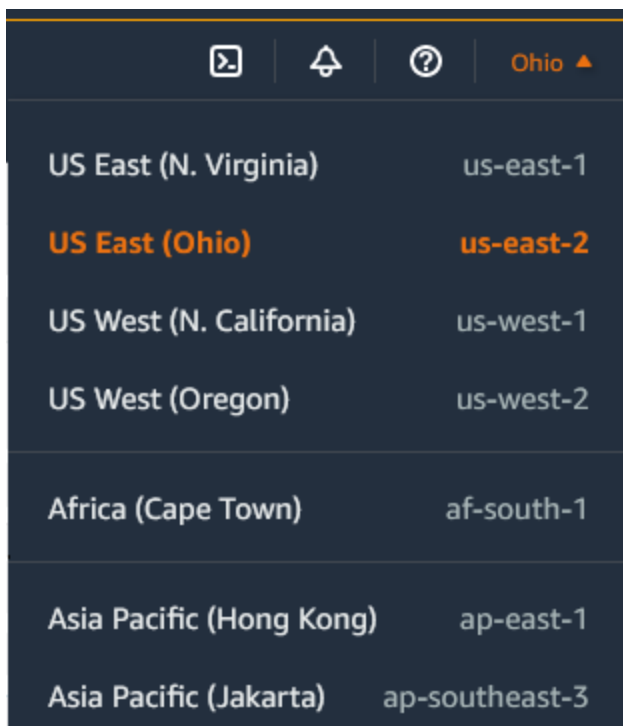 Ohio
US East (N. Virginia) us-east-1
US East (Ohio) us-east-2
US West (N. California) us-west-1
US West (Oregon) us-west-2
Africa (Cape Town) af-south-1
Asia Pacific (Hong Kong) ap-east-1
Asia Pacific (Jakarta) ap-southeast-3